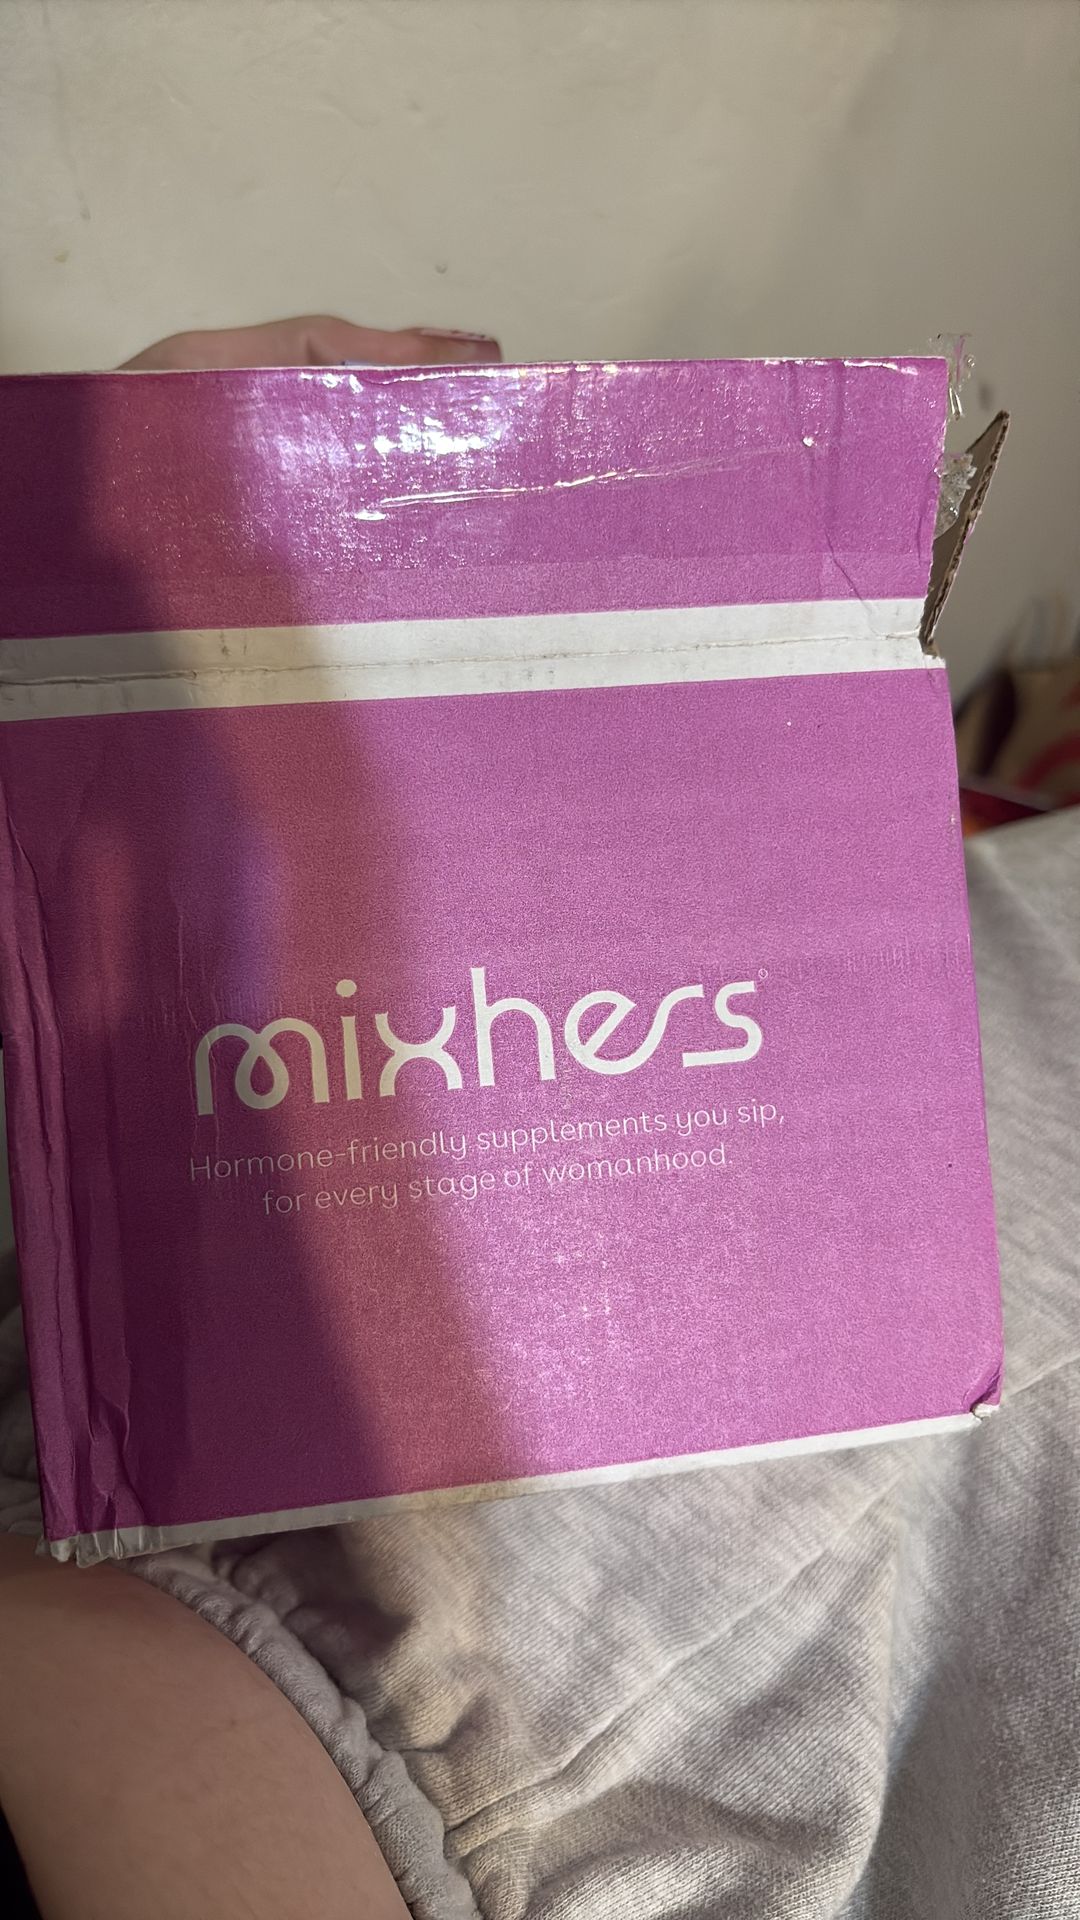 mixhers®
Hormone-friendly supplements you sip,
for every stage of womanhood.